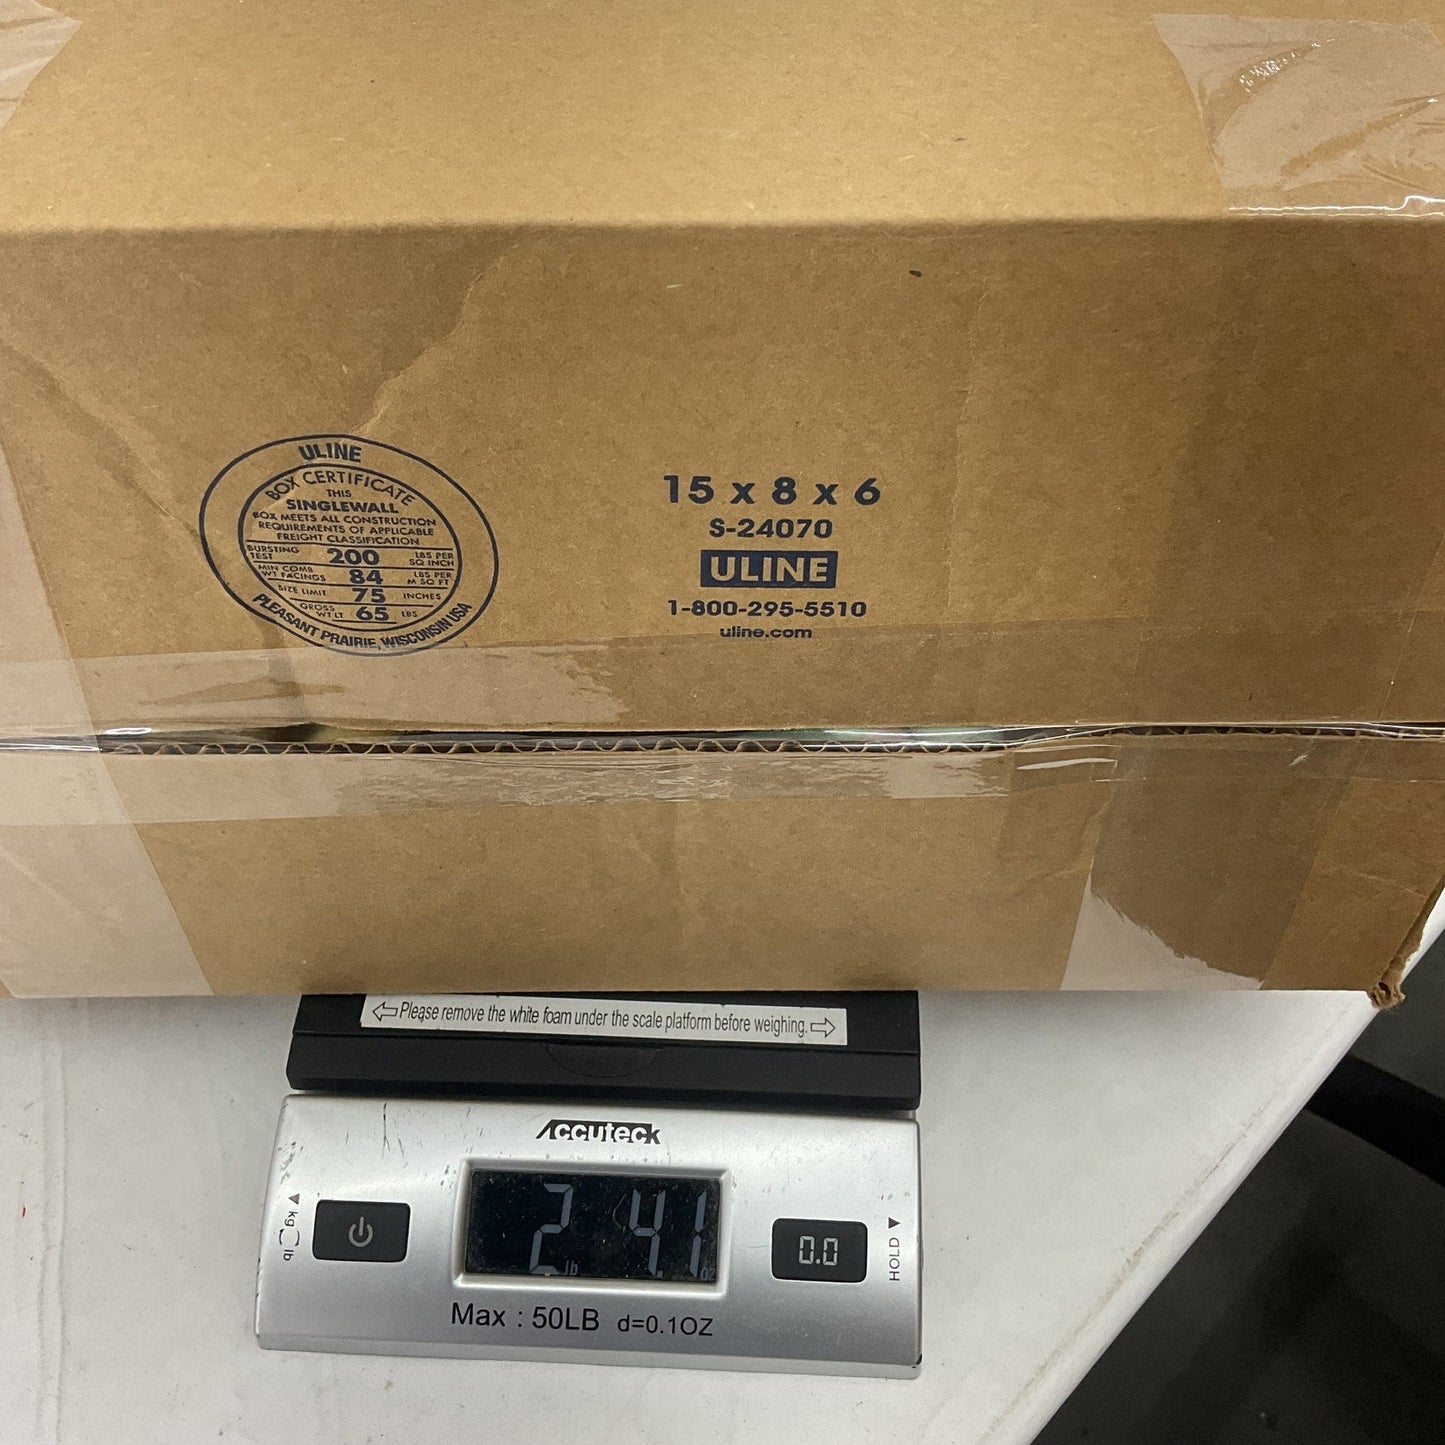 ULINE
BOX CERTIFICATE
THIS
SINGLEWALL
BOX MEETS ALL CONSTRUCTION
REQUIREMENTS OF APPLICABLE
FREIGHT CLASSIFICATION
BURSTING TEST 200 LBS PER SQ INCH
MIN COMB WT FACINGS 84 LBS PER M SQ FT
SIZE LIMIT 75 INCHES
GROSS WT LT 65 LBS
PLEASANT PRAIRIE, WISCONSIN USA
15 x 8 x 6
S-24070
ULINE
1-800-295-5510
uline.com
Please remove the white foam under the scale platform before weighing.
Accuteck
kg lb
2 lb 4.1 oz
0.0
HOLD
Max : 50LB d=0.1OZ